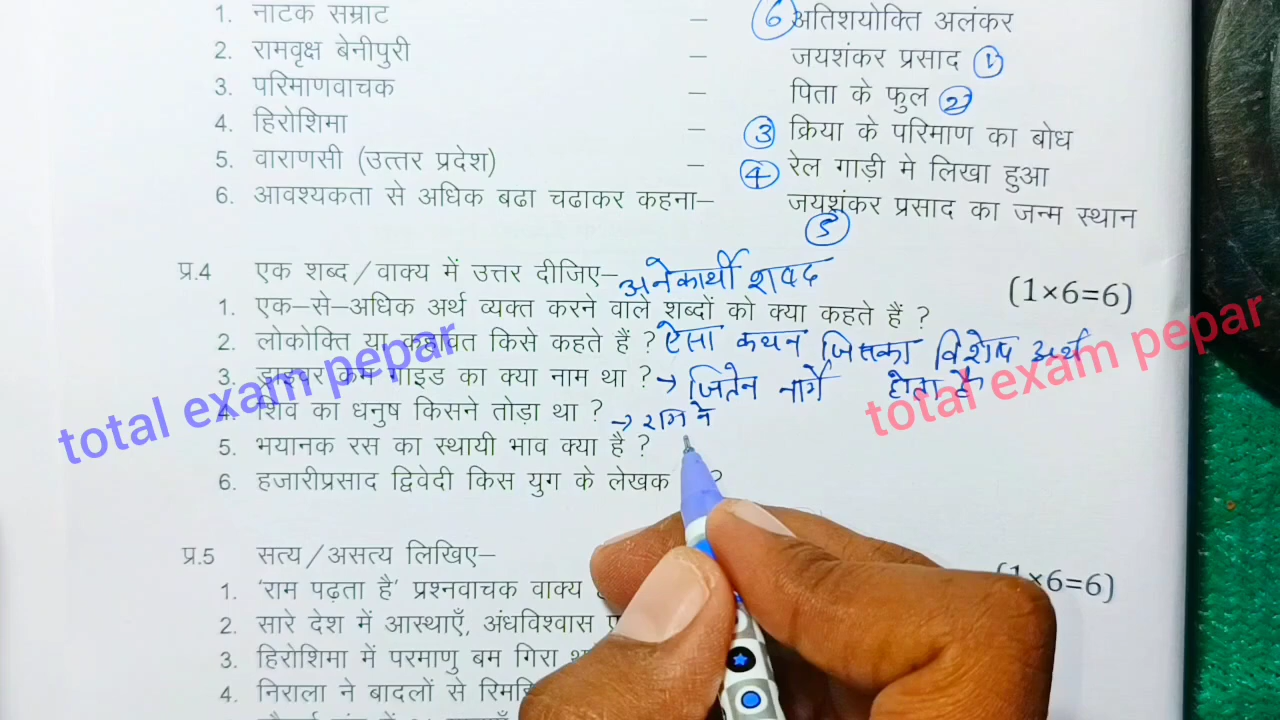 1. नाटक सम्राट – ⑥ अतिशयोक्ति अलंकर
2. रामवृक्ष बेनीपुरी – जयशंकर प्रसाद ①
3. परिमाणवाचक – पिता के फुल ②
4. हिरोशिमा – ③ क्रिया के परिमाण का बोध
5. वाराणसी (उत्तर प्रदेश) – ④ रेल गाड़ी मे लिखा हुआ
6. आवश्यकता से अधिक बढा चढाकर कहना– जयशंकर प्रसाद का जन्म स्थान
⑤
प्र.4 एक शब्द/वाक्य में उत्तर दीजिए– अनेकार्थी शब्द (1×6=6)
1. एक–से–अधिक अर्थ व्यक्त करने वाले शब्दों को क्या कहते हैं ?
2. लोकोक्ति या कहावत किसे कहते हैं ? ऐसा कथन जिसका विशेष अर्थ
होता है
3. ड्राइवर कम गाइड का क्या नाम था ? → जितेन नार्गे
4. शिव का धनुष किसने तोड़ा था ? → राम ने
5. भयानक रस का स्थायी भाव क्या है ?
6. हजारीप्रसाद द्विवेदी किस युग के लेखक ?
प्र.5 सत्य/असत्य लिखिए– (1×6=6)
1. 'राम पढ़ता है' प्रश्नवाचक वाक्य
2. सारे देश में आस्थाएँ, अंधविश्वास
3. हिरोशिमा में परमाणु बम गिरा
4. निराला ने बादलों से
total exam pepar
total exam pepar